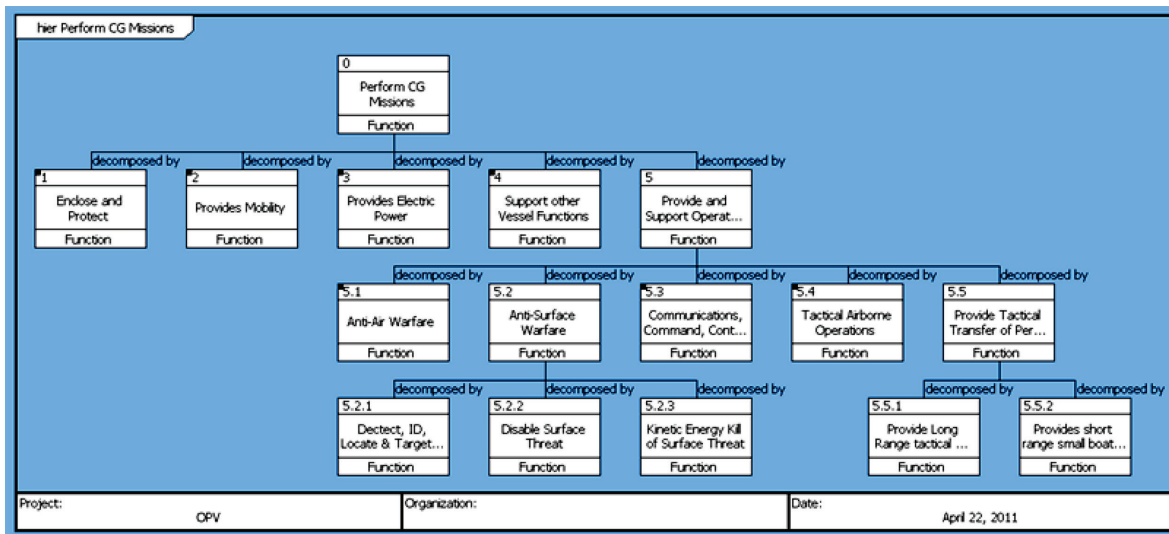 hier Perform CG Missions
0
Perform CG
Missions
Function
decomposed by
decomposed by
decomposed by
decomposed by
decomposed by
1
Enclose and
Protect
Function
2
Provides Mobility
Function
3
Provides Electric
Power
Function
4
Support other
Vessel Functions
Function
5
Provide and
Support Operat...
Function
decomposed by
decomposed by
decomposed by
decomposed by
decomposed by
5.1
Anti-Air Warfare
Function
5.2
Anti-Surface
Warfare
Function
5.3
Communications,
Command, Cont...
Function
5.4
Tactical Airborne
Operations
Function
5.5
Provide Tactical
Transfer of Per...
Function
decomposed by
decomposed by
decomposed by
decomposed by
decomposed by
5.2.1
Dectect, ID,
Locate & Target...
Function
5.2.2
Disable Surface
Threat
Function
5.2.3
Kinetic Energy Kill
of Surface Threat
Function
5.5.1
Provide Long
Range tactical ...
Function
5.5.2
Provides short
range small boat...
Function
Project:
OPV
Organization:
Date:
April 22, 2011